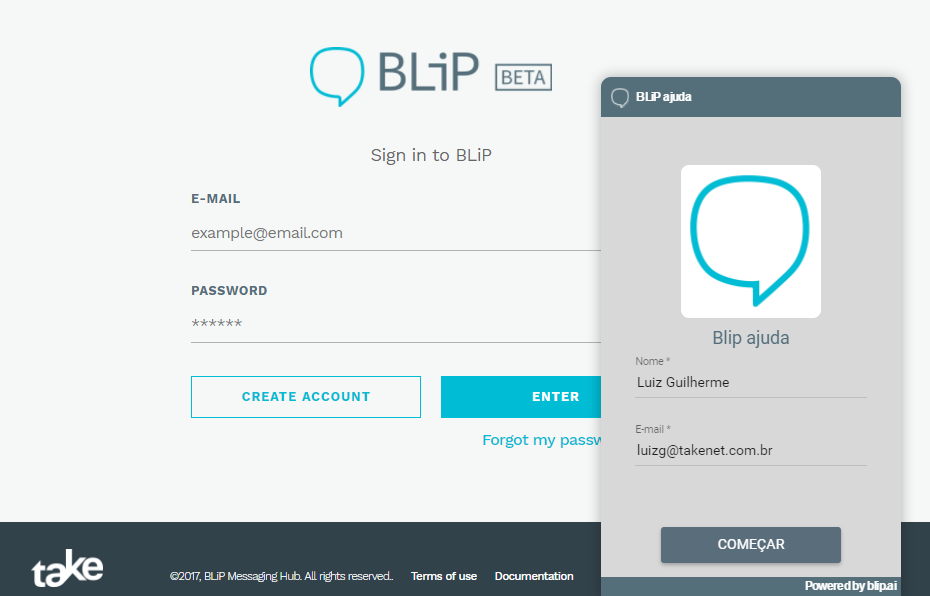 BLiP BETA
Sign in to BLiP
E-MAIL
example@email.com
PASSWORD
******
CREATE ACCOUNT
ENTER
Forgot my passw
take
©2017, BLiP Messaging Hub. All rights reserved..
Terms of use
Documentation
BLiP ajuda
Blip ajuda
Nome *
Luiz Guilherme
E-mail *
luizg@takenet.com.br
COMEÇAR
Powered by blip.ai